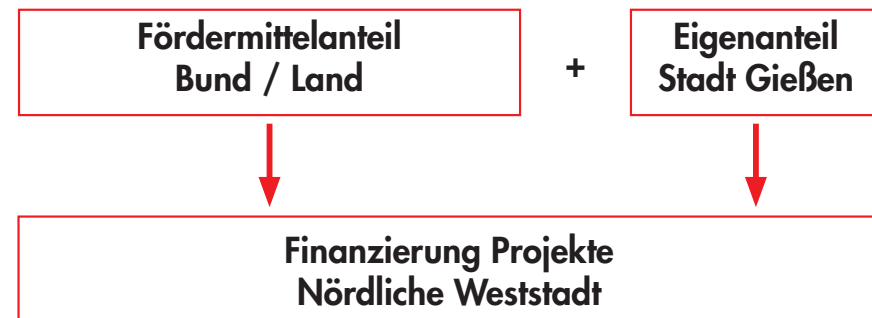 Fördermittelanteil
Bund / Land
+
Eigenanteil
Stadt Gießen
Finanzierung Projekte
Nördliche Weststadt